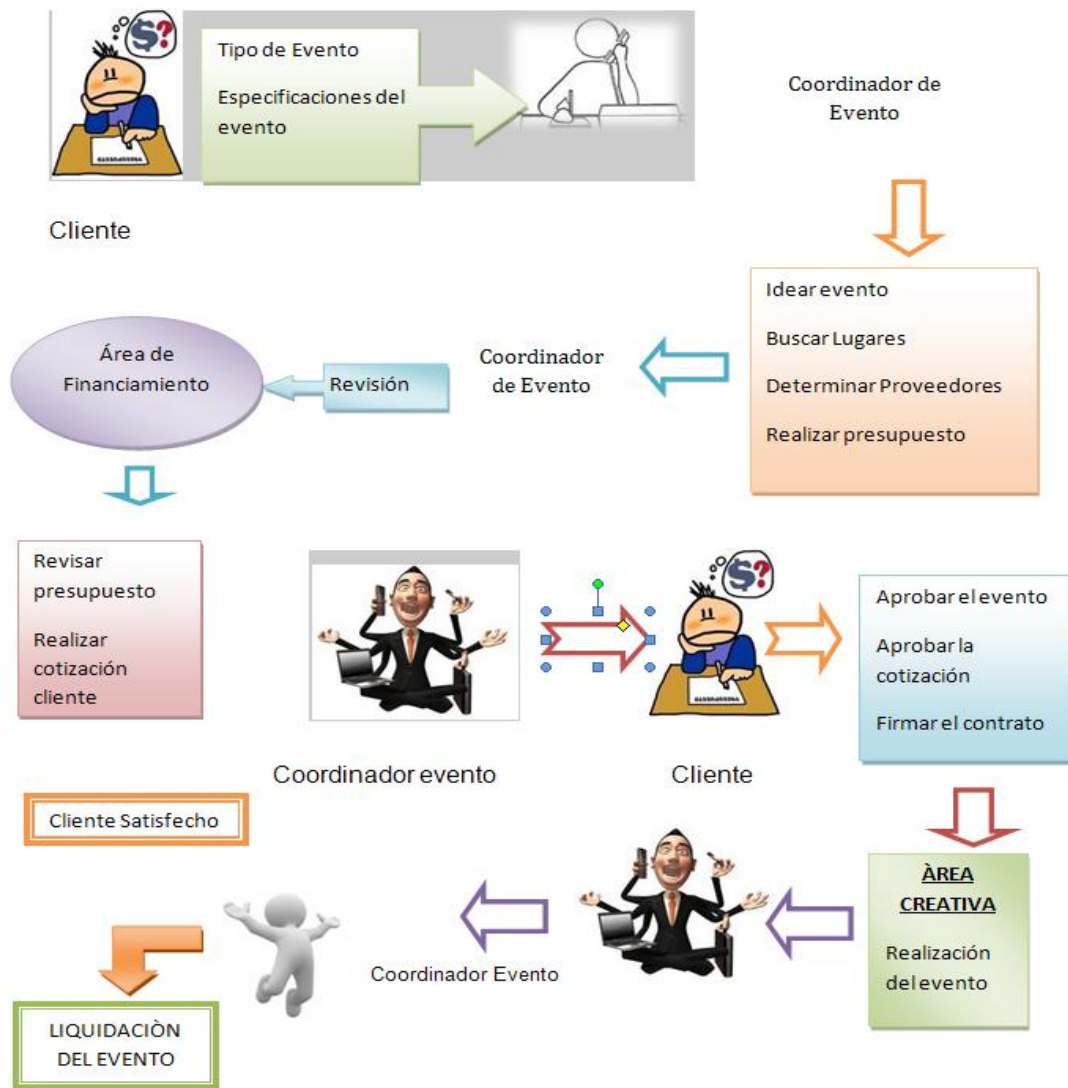 $?
Tipo de Evento
Especificaciones del
evento
PRESUPUESTO
Cliente
Coordinador de
Evento
Idear evento
Buscar Lugares
Determinar Proveedores
Realizar presupuesto
Coordinador
de Evento
Revisión
Área de
Financiamiento
Revisar
presupuesto
Realizar
cotización
cliente
Coordinador evento
$?
PRESUPUESTO
Cliente
Aprobar el evento
Aprobar la
cotización
Firmar el contrato
ÀREA
CREATIVA
Realización
del evento
Coordinador Evento
Cliente Satisfecho
LIQUIDACIÒN
DEL EVENTO